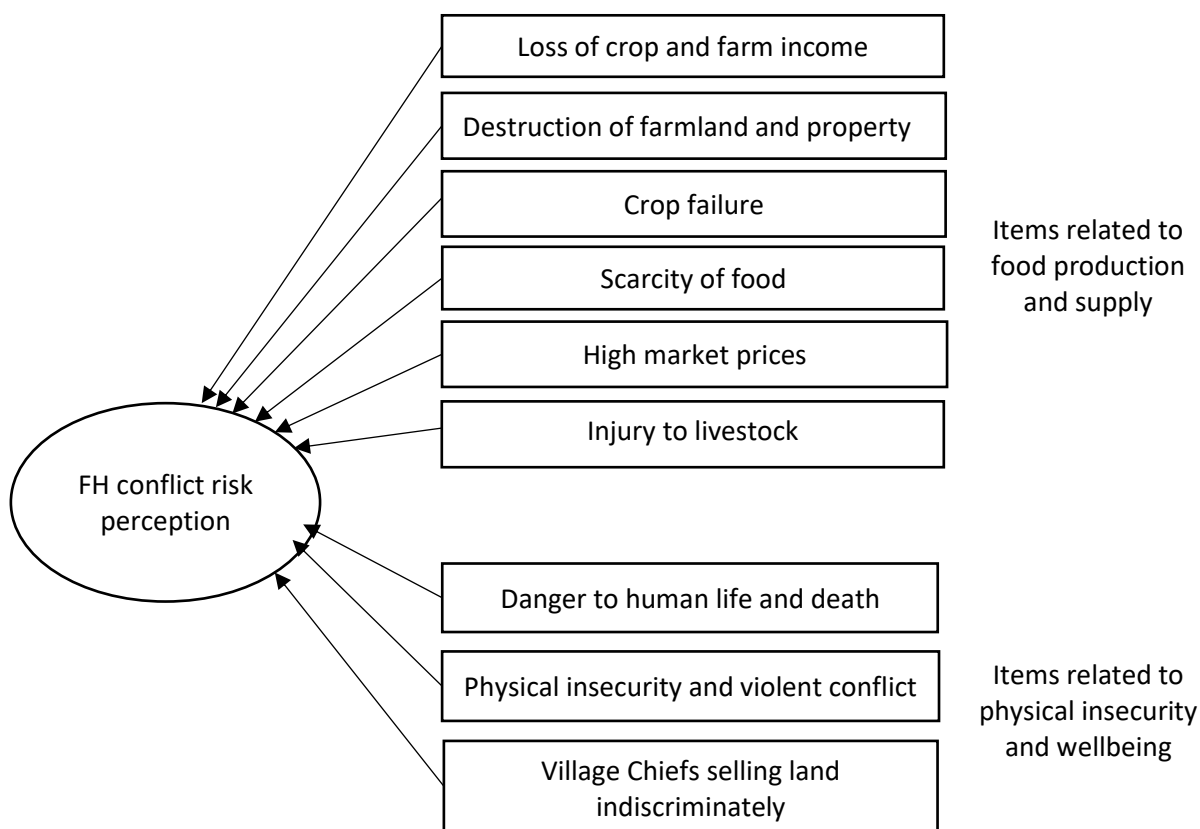 Loss of crop and farm income
Destruction of farmland and property
Crop failure
Scarcity of food
High market prices
Injury to livestock
Items related to
food production
and supply
FH conflict risk
perception
Danger to human life and death
Physical insecurity and violent conflict
Village Chiefs selling land
indiscriminately
Items related to
physical insecurity
and wellbeing